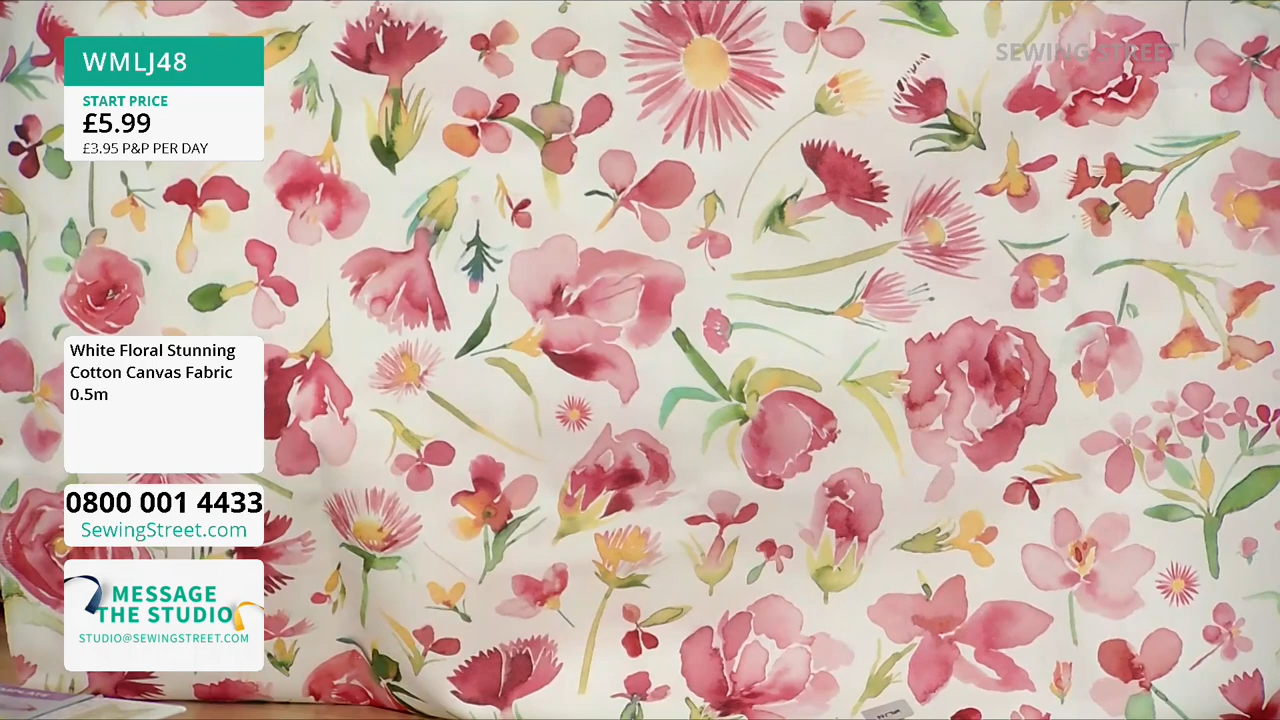 WMLJ48
START PRICE
£5.99
£3.95 P&P PER DAY
SEWING STREET
White Floral Stunning
Cotton Canvas Fabric
0.5m
0800 001 4433
SewingStreet.com
MESSAGE
THE STUDIO
STUDIO@SEWINGSTREET.COM